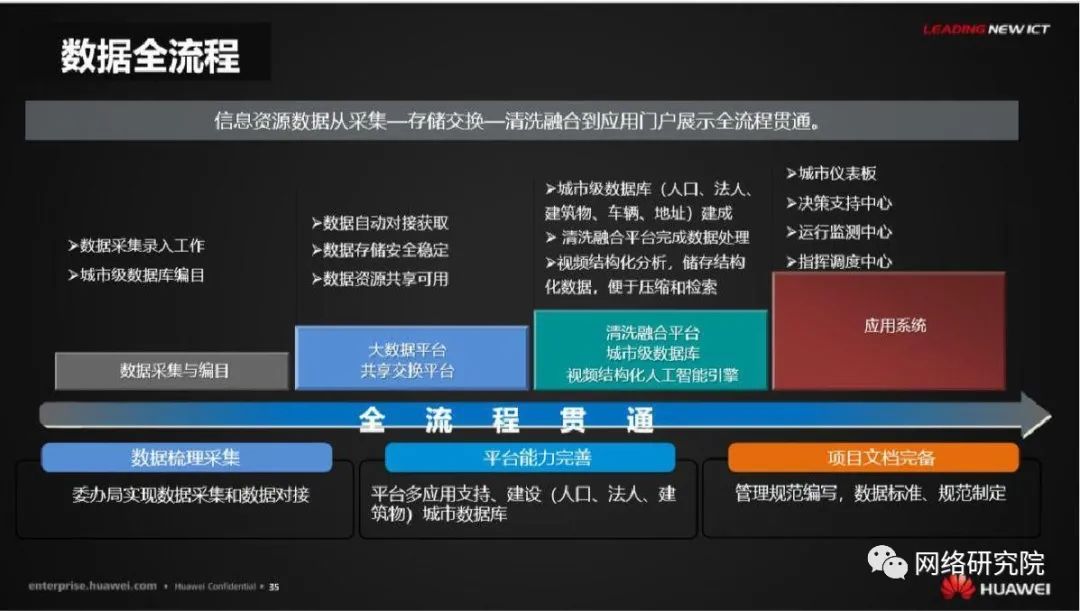 LEADING NEW ICT
数据全流程
信息资源数据从采集—存储交换—清洗融合到应用门户展示全流程贯通。
➢数据采集录入工作
➢城市级数据库编目
➢数据自动对接获取
➢数据存储安全稳定
➢数据资源共享可用
➢城市级数据库（人口、法人、
建筑物、车辆、地址）建成
➢ 清洗融合平台完成数据处理
➢视频结构化分析，储存结构
化数据，便于压缩和检索
➢城市仪表板
➢决策支持中心
➢运行监测中心
➢指挥调度中心
数据采集与编目
大数据平台
共享交换平台
清洗融合平台
城市级数据库
视频结构化人工智能引擎
应用系统
全 流 程 贯 通
数据梳理采集
委办局实现数据采集和数据对接
平台能力完善
平台多应用支持、建设（人口、法人、建
筑物）城市数据库
项目文档完备
管理规范编写，数据标准、规范制定
enterprise.huawei.com • Huawei Confidential • 35
网络研究院
HUAWEI